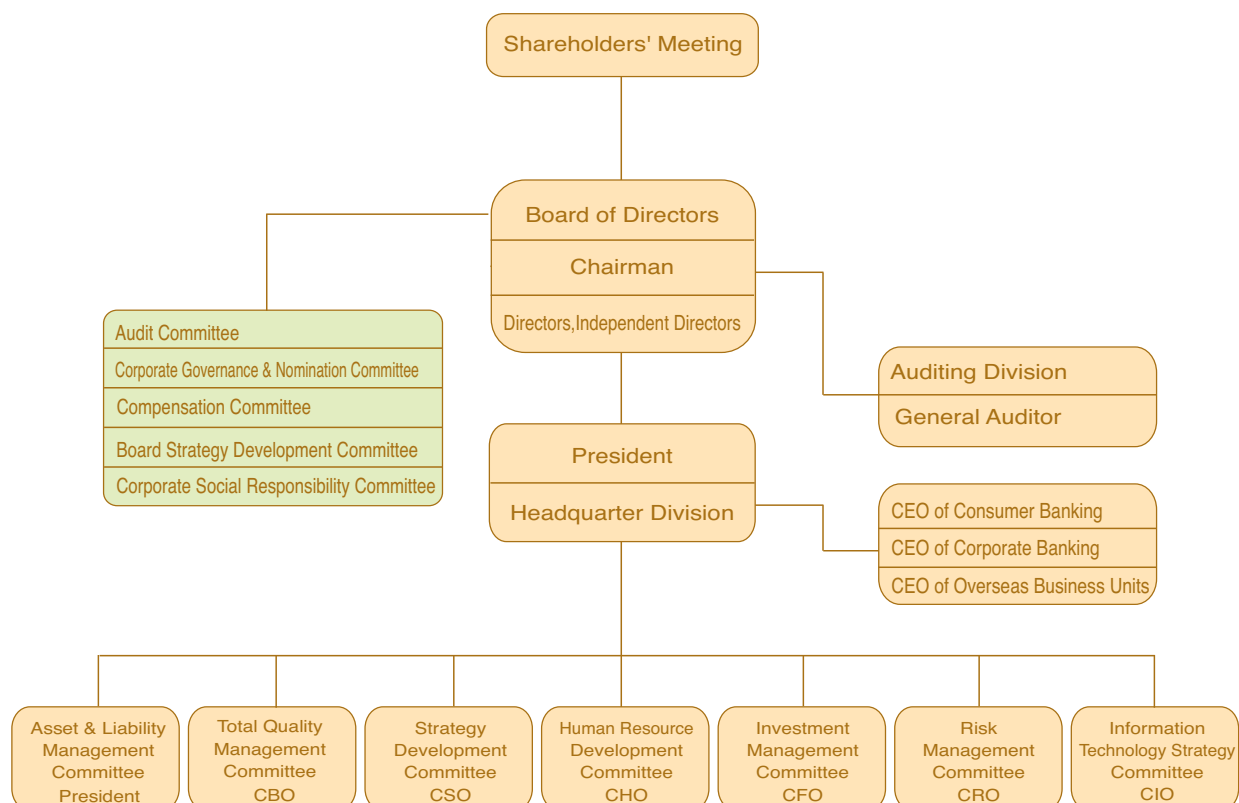 Shareholders' Meeting
Board of Directors
Chairman
Directors,Independent Directors
Audit Committee
Corporate Governance & Nomination Committee
Compensation Committee
Board Strategy Development Committee
Corporate Social Responsibility Committee
Auditing Division
General Auditor
President
Headquarter Division
CEO of Consumer Banking
CEO of Corporate Banking
CEO of Overseas Business Units
Asset & Liability
Management
Committee
President
Total Quality
Management
Committee
CBO
Strategy
Development
Committee
CSO
Human Resource
Development
Committee
CHO
Investment
Management
Committee
CFO
Risk
Management
Committee
CRO
Information
Technology Strategy
Committee
CIO